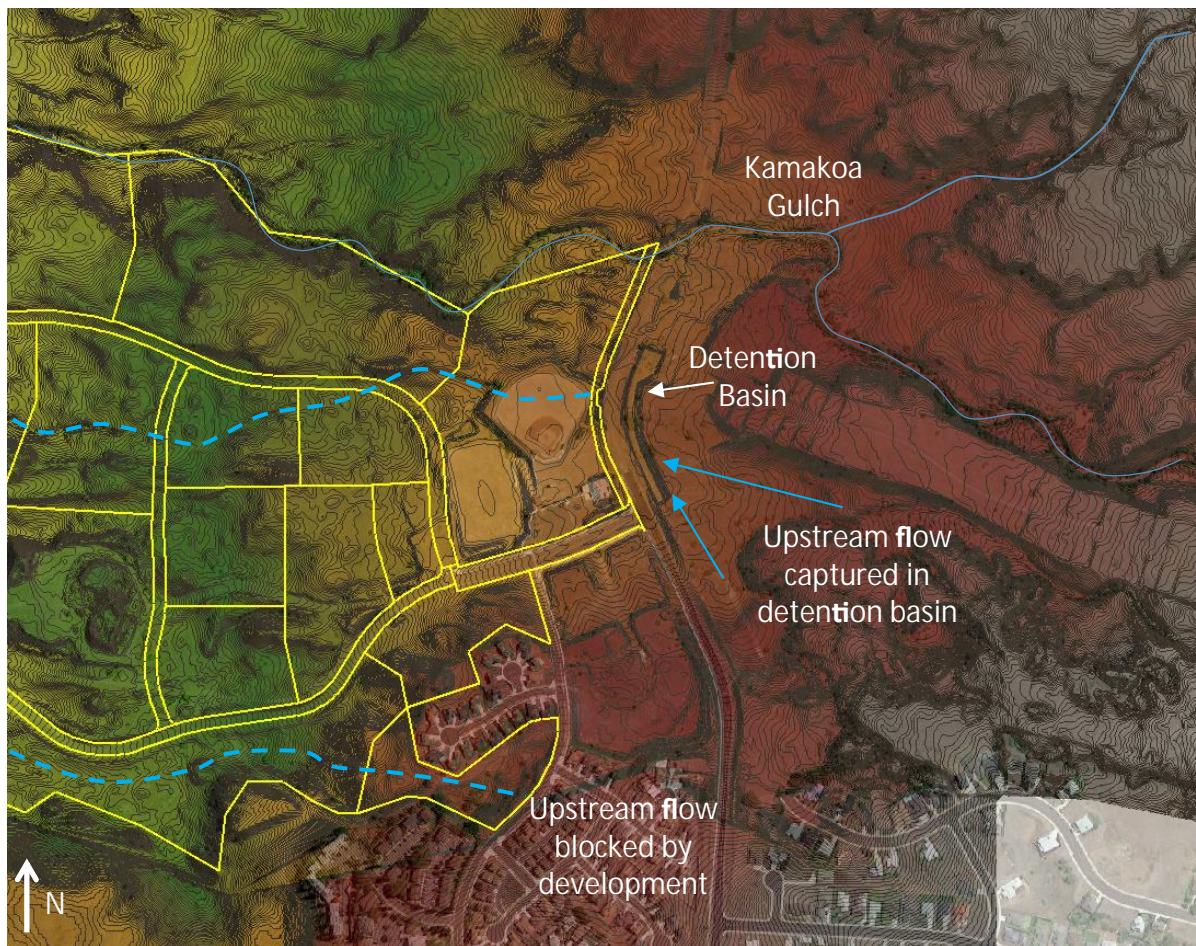 Kamakoa
Gulch
Detention
Basin
Upstream flow
captured in
detention basin
Upstream flow
blocked by
development
N